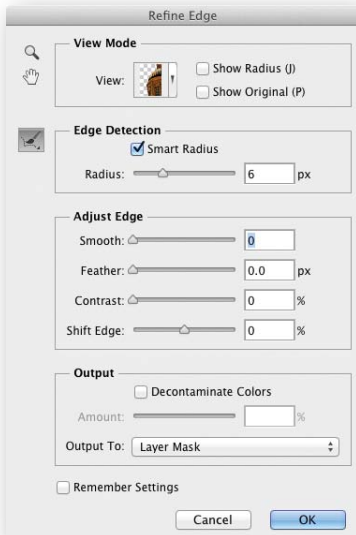 Refine Edge
View Mode
View:
Show Radius (J)
Show Original (P)
Edge Detection
Smart Radius
Radius: 6 px
Adjust Edge
Smooth: 0
Feather: 0.0 px
Contrast: 0 %
Shift Edge: 0 %
Output
Decontaminate Colors
Amount: %
Output To: Layer Mask
Remember Settings
Cancel OK